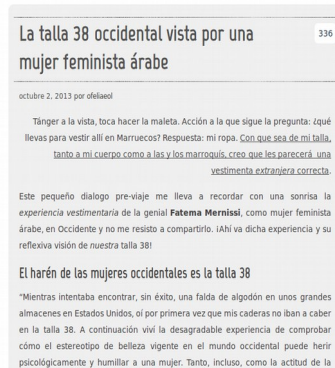 La talla 38 occidental vista por una
336
mujer feminista árabe
octubre 2, 2013 por ofeliaeol
Tánger a la vista, toca hacer la maleta. Acción a la que sigue la pregunta: ¿qué
llevas para vestir allí en Marruecos? Respuesta: mi ropa. Con que sea de mi talla,
tanto a mi cuerpo como a las y los marroquís, creo que les parecerá una
vestimenta extranjera correcta.
Este pequeño dialogo pre-viaje me lleva a recordar con una sonrisa la
experiencia vestimentaria de la genial Fatema Mernissi, como mujer feminista
árabe, en Occidente y no me resisto a compartirlo. ¡Ahí va dicha experiencia y su
reflexiva visión de nuestra talla 38!
El harén de las mujeres occidentales es la talla 38
“Mientras intentaba encontrar, sin éxito, una falda de algodón en unos grandes
almacenes en Estados Unidos, oí por primera vez que mis caderas no iban a caber
en la talla 38. A continuación viví la desagradable experiencia de comprobar
cómo el estereotipo de belleza vigente en el mundo occidental puede herir
psicológicamente y humillar a una mujer. Tanto, incluso, como la actitud de la